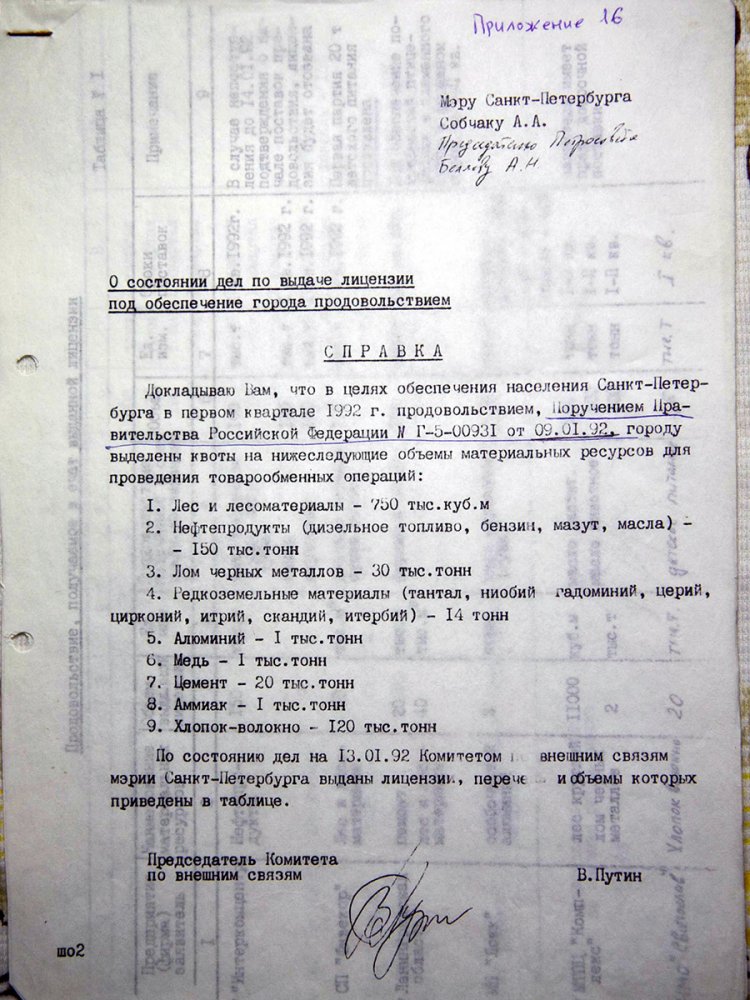 Приложение 16
Мэру Санкт-Петербурга
Собчаку А.А.
Председателю Петросовета
Беляеву А.Н
О состоянии дел по выдаче лицензии
под обеспечение города продовольствием
С П Р А В К А
Докладываю Вам, что в целях обеспечения населения Санкт-Петер-
бурга в первом квартале 1992 г. продовольствием, Поручением Пра-
вительства Российской Федерации N Г-5-00931 от 09.01.92, городу
выделены квоты на нижеследующие объемы материальных ресурсов для
проведения товарообменных операций:
1. Лес и лесоматериалы - 750 тыс.куб.м
2. Нефтепродукты (дизельное топливо, бензин, мазут, масла) -
- 150 тыс.тонн
3. Лом черных металлов - 30 тыс.тонн
4. Редкоземельные материалы (тантал, ниобий гадоминий, церий,
цирконий, итрий, скандий, итербий) - 14 тонн
5. Алюминий - 1 тыс.тонн
6. Медь - 1 тыс.тонн
7. Цемент - 20 тыс.тонн
8. Аммиак - 1 тыс.тонн
9. Хлопок-волокно - 120 тыс.тонн
По состоянию дел на 13.01.92 Комитетом внешним связям
мэрии Санкт-Петербурга выданы лицензии, и объемы которых
приведены в таблице.
Председатель Комитета
по внешним связям
В.Путин
шо2